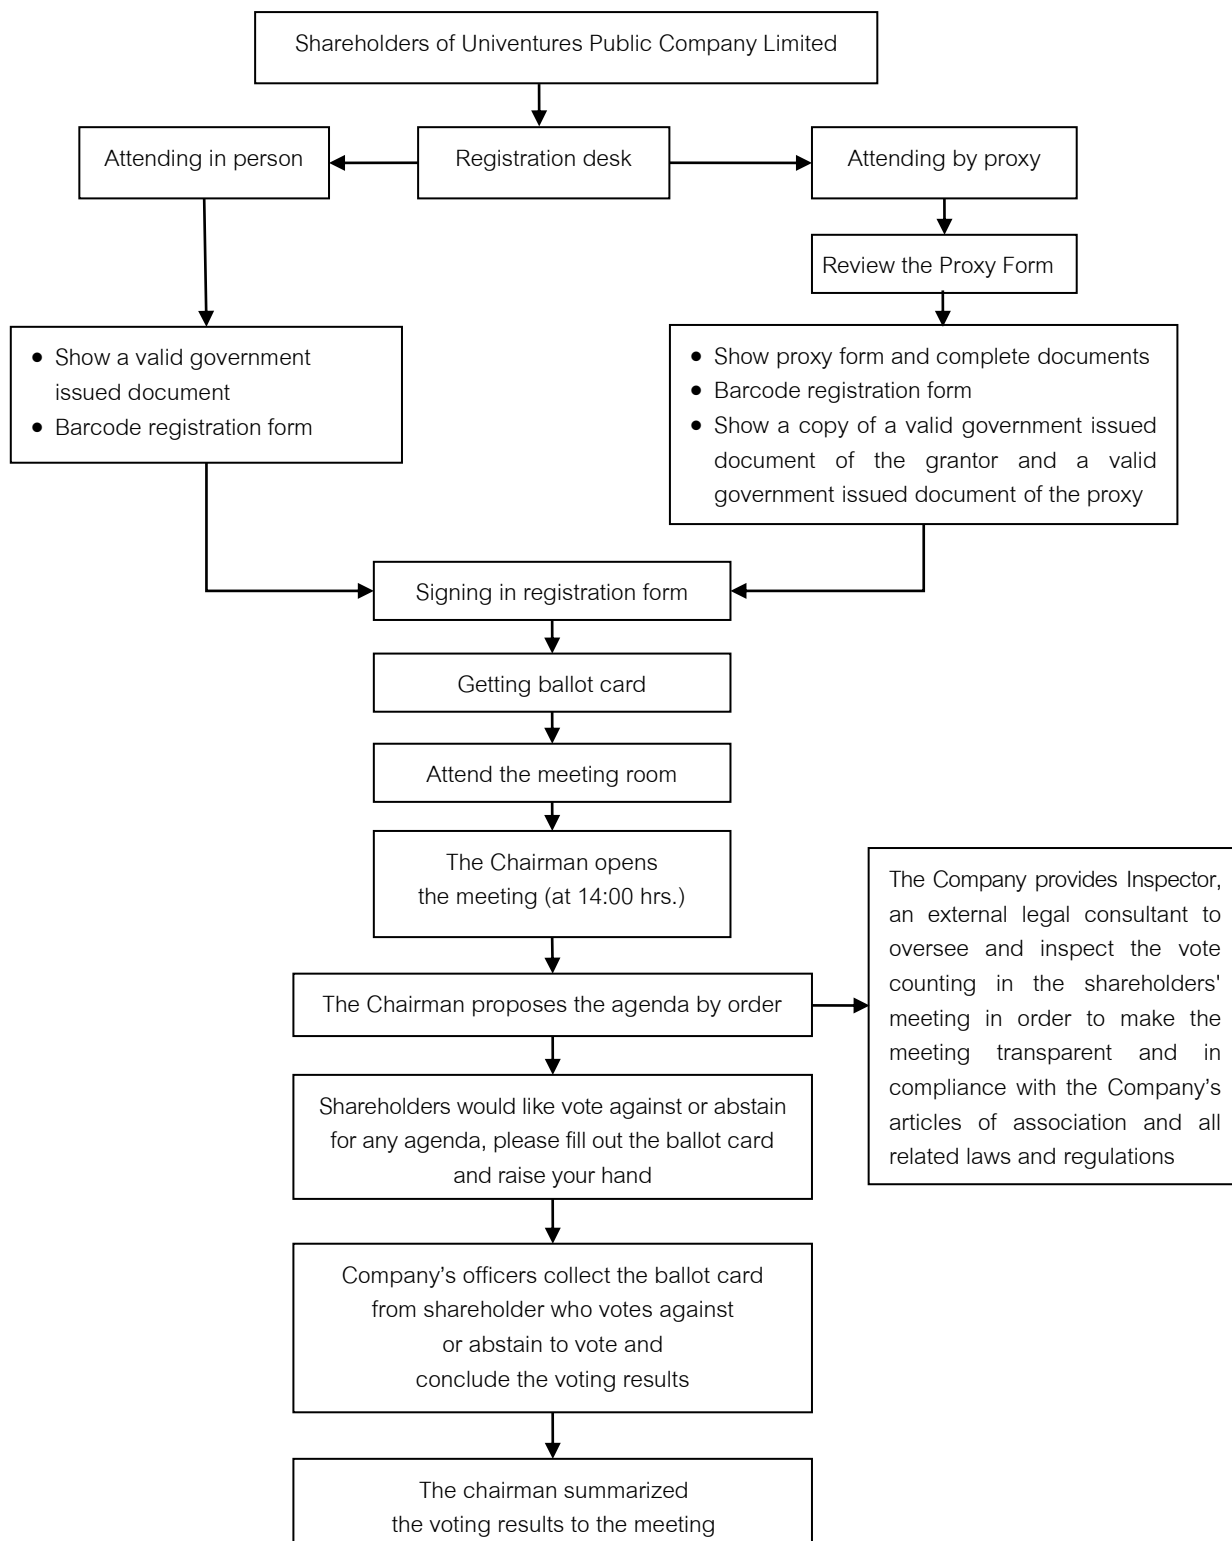 Shareholders of Univentures Public Company Limited
Attending in person
Registration desk
Attending by proxy
Review the Proxy Form
• Show a valid government
issued document
• Barcode registration form
• Show proxy form and complete documents
• Barcode registration form
• Show a copy of a valid government issued
document of the grantor and a valid
government issued document of the proxy
Signing in registration form
Getting ballot card
Attend the meeting room
The Chairman opens
the meeting (at 14:00 hrs.)
The Chairman proposes the agenda by order
The Company provides Inspector,
an external legal consultant to
oversee and inspect the vote
counting in the shareholders'
meeting in order to make the
meeting transparent and in
compliance with the Company’s
articles of association and all
related laws and regulations
Shareholders would like vote against or abstain
for any agenda, please fill out the ballot card
and raise your hand
Company’s officers collect the ballot card
from shareholder who votes against
or abstain to vote and
conclude the voting results
The chairman summarized
the voting results to the meeting